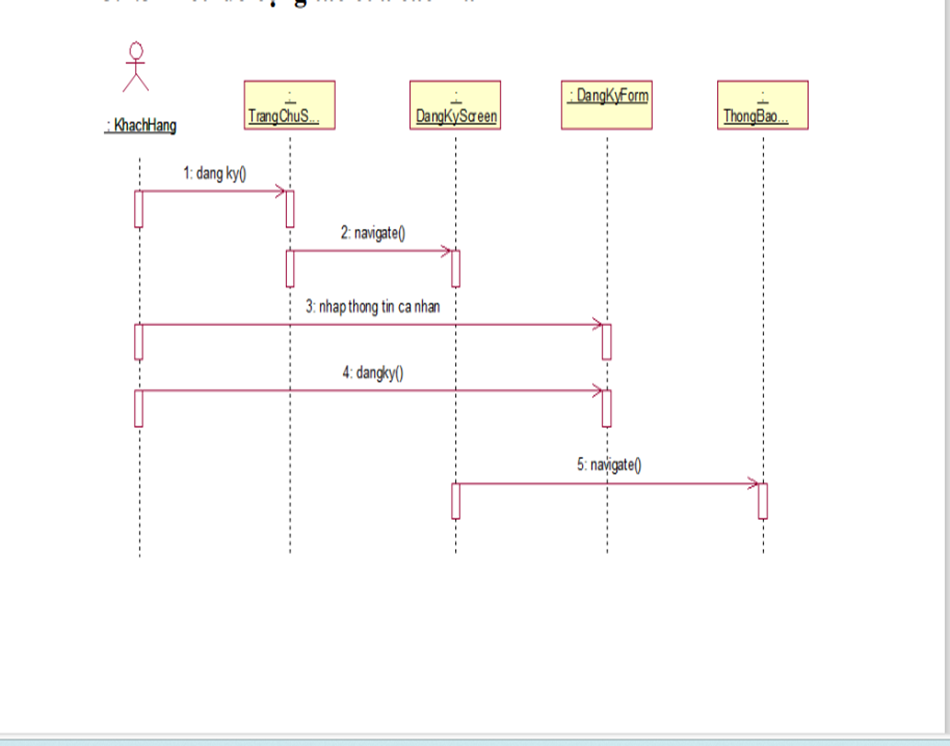 : KhachHang
:
TrangChuS...
:
DangKyScreen
: DangKyForm
:
ThongBao...
1: dang ky()
2: navigate()
3: nhap thong tin ca nhan
4: dangky()
5: navigate()